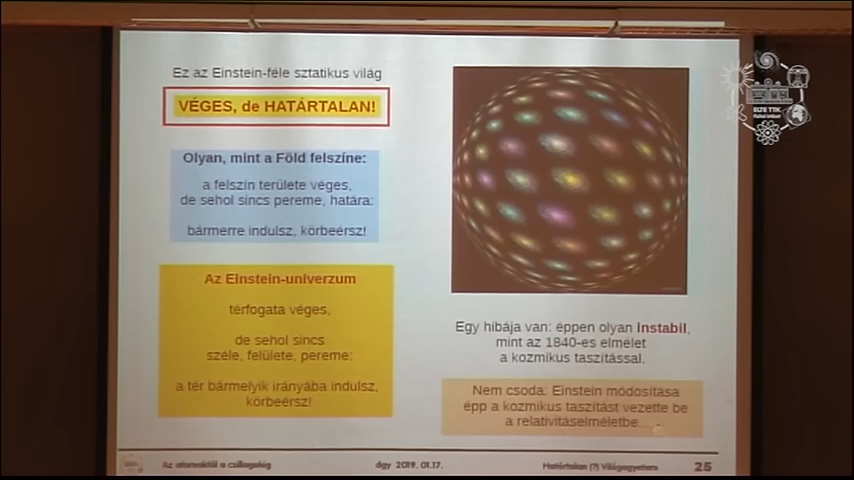 Ez az Einstein-féle sztatikus világ
VÉGES, de HATÁRTALAN!
Olyan, mint a Föld felszíne:
a felszín területe véges,
de sehol sincs pereme, határa:
bármerre indulsz, körbeérsz!
Az Einstein-univerzum
térfogata véges,
de sehol sincs
széle, felülete, pereme:
a tér bármelyik irányába indulsz,
körbeérsz!
Egy hibája van: éppen olyan instabil,
mint az 1840-es elmélet
a kozmikus taszítással.
Nem csoda: Einstein módosítása
épp a kozmikus taszítást vezette be
a relativitáselméletbe...
ELTE TTK
Az atomoktól a csillagokig
dgy 2019. 01.17.
Határtalan (?) Világegyetem
25